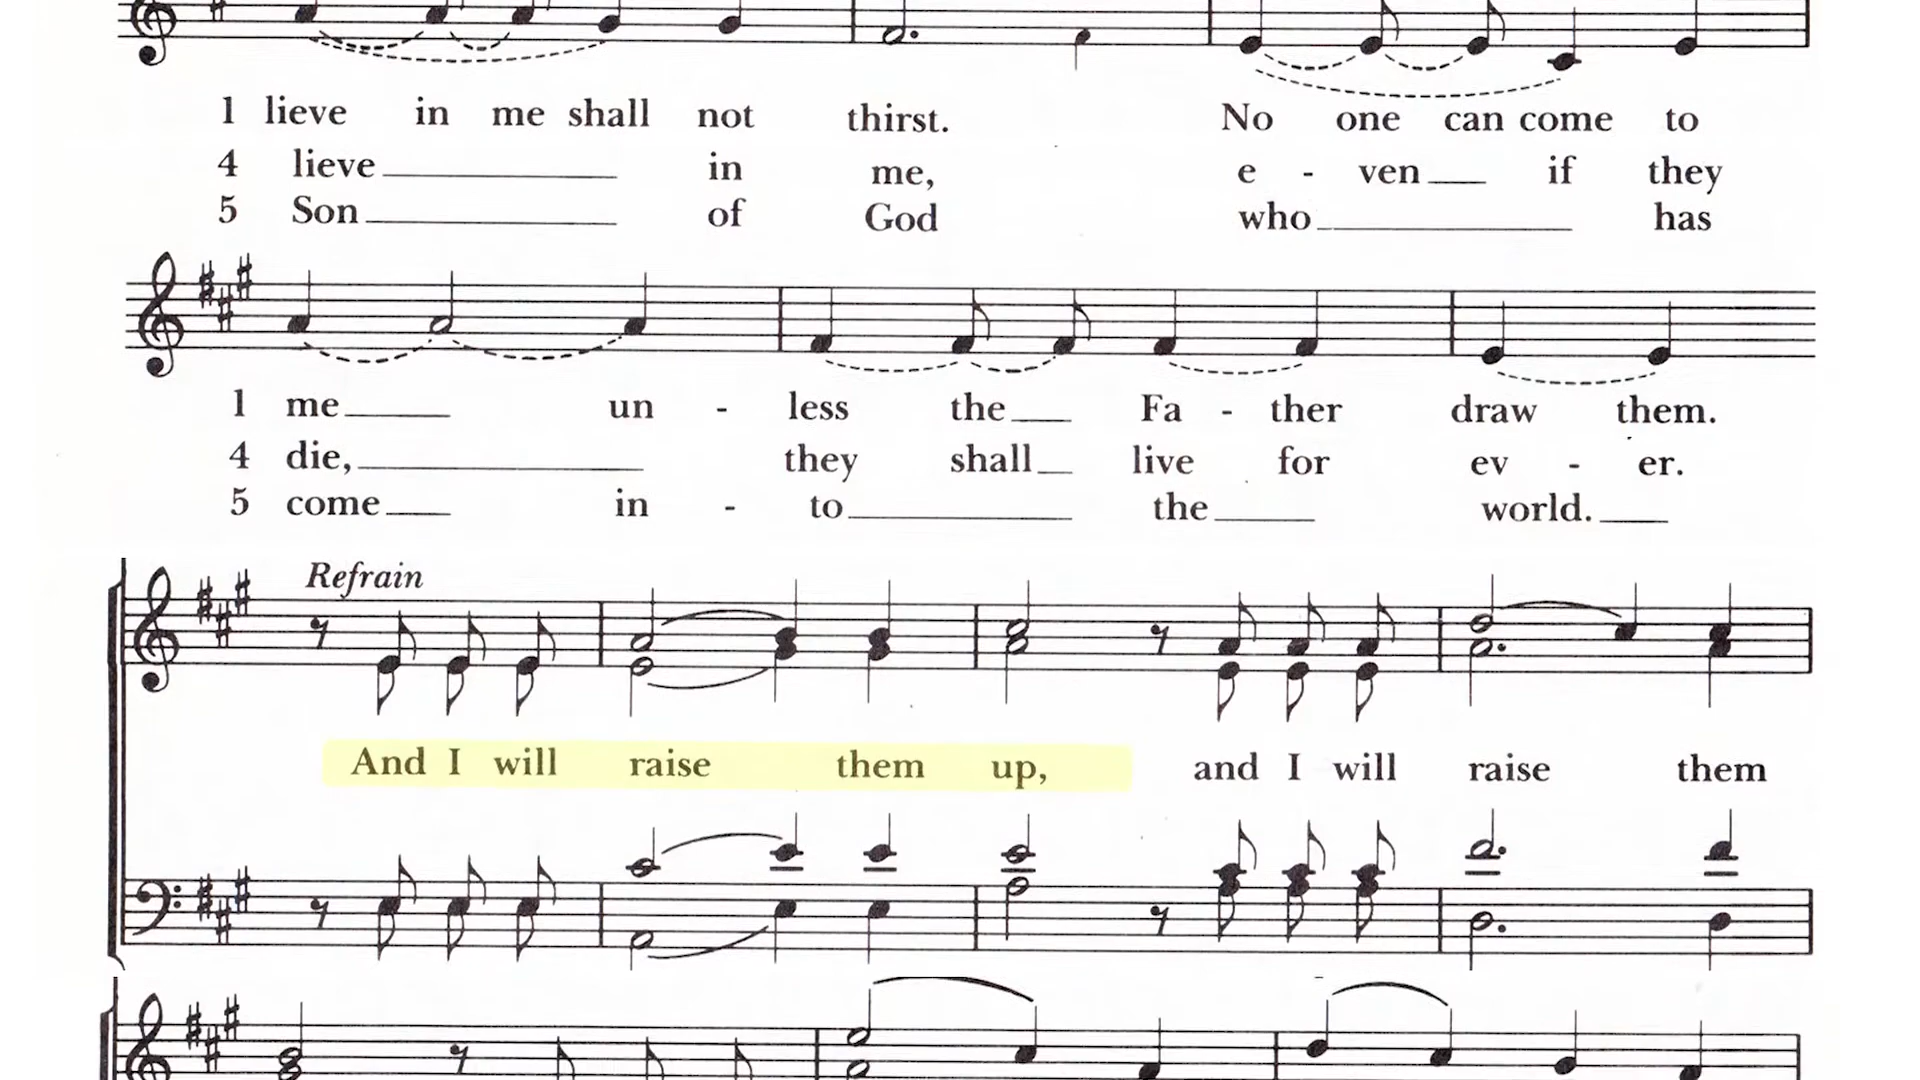 1 lieve in me shall not thirst. No one can come to
4 lieve in me, e - ven if they
5 Son of God who has
1 me un - less the Fa - ther draw them.
4 die, they shall live for ev - er.
5 come in - to the world.
Refrain
And I will raise them up, and I will raise them